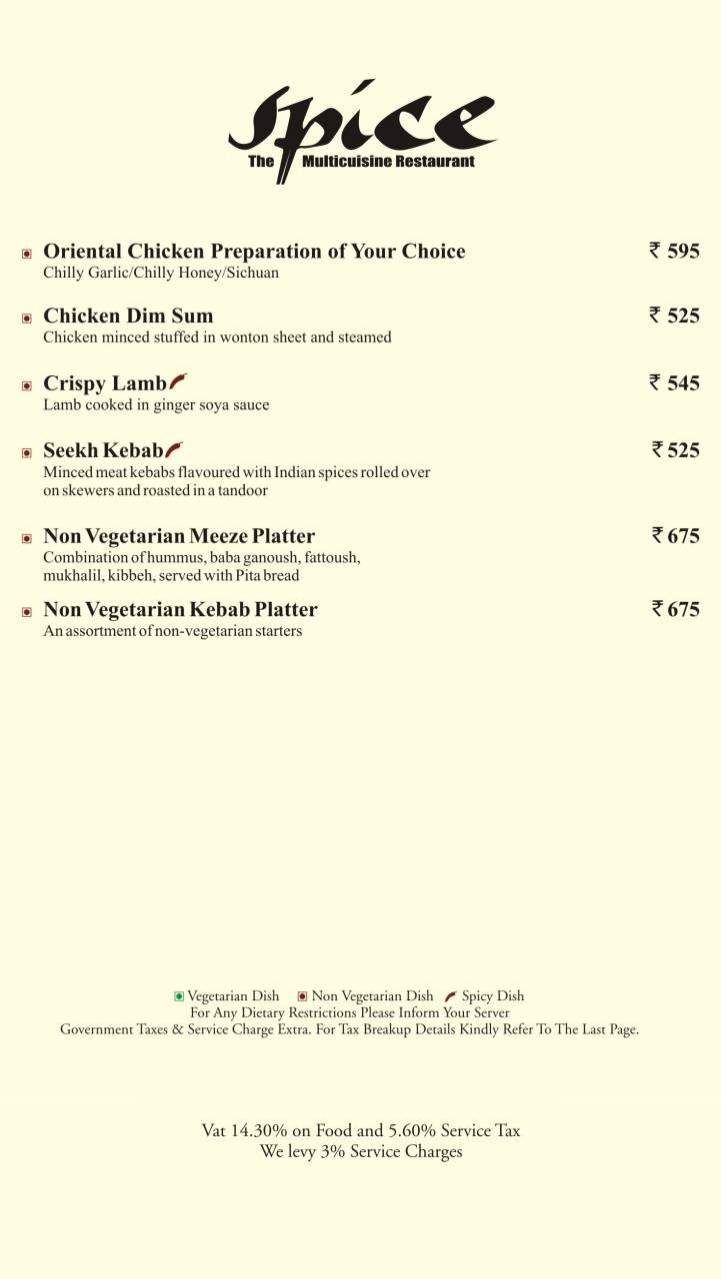 spice
The Multicuisine Restaurant
Oriental Chicken Preparation of Your Choice ₹ 595
Chilly Garlic/Chilly Honey/Sichuan
Chicken Dim Sum ₹ 525
Chicken minced stuffed in wonton sheet and steamed
Crispy Lamb ₹ 545
Lamb cooked in ginger soya sauce
Seekh Kebab ₹ 525
Minced meat kebabs flavoured with Indian spices rolled over
on skewers and roasted in a tandoor
Non Vegetarian Meeze Platter ₹ 675
Combination of hummus, baba ganoush, fattoush,
mukhalil, kibbeh, served with Pita bread
Non Vegetarian Kebab Platter ₹ 675
An assortment of non-vegetarian starters
Vegetarian Dish Non Vegetarian Dish Spicy Dish
For Any Dietary Restrictions Please Inform Your Server
Government Taxes & Service Charge Extra. For Tax Breakup Details Kindly Refer To The Last Page.
Vat 14.30% on Food and 5.60% Service Tax
We levy 3% Service Charges